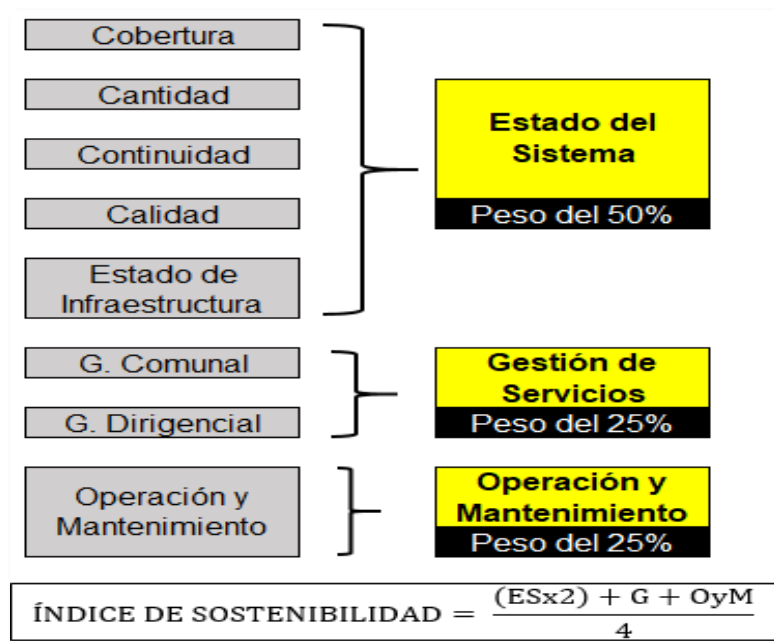 Cobertura
Cantidad
Continuidad
Calidad
Estado de
Infraestructura
Estado del
Sistema
Peso del 50%
G. Comunal
G. Dirigencial
Gestión de
Servicios
Peso del 25%
Operación y
Mantenimiento
Operación y
Mantenimiento
Peso del 25%
ÍNDICE DE SOSTENIBILIDAD = (ESx2) + G + OyM
4